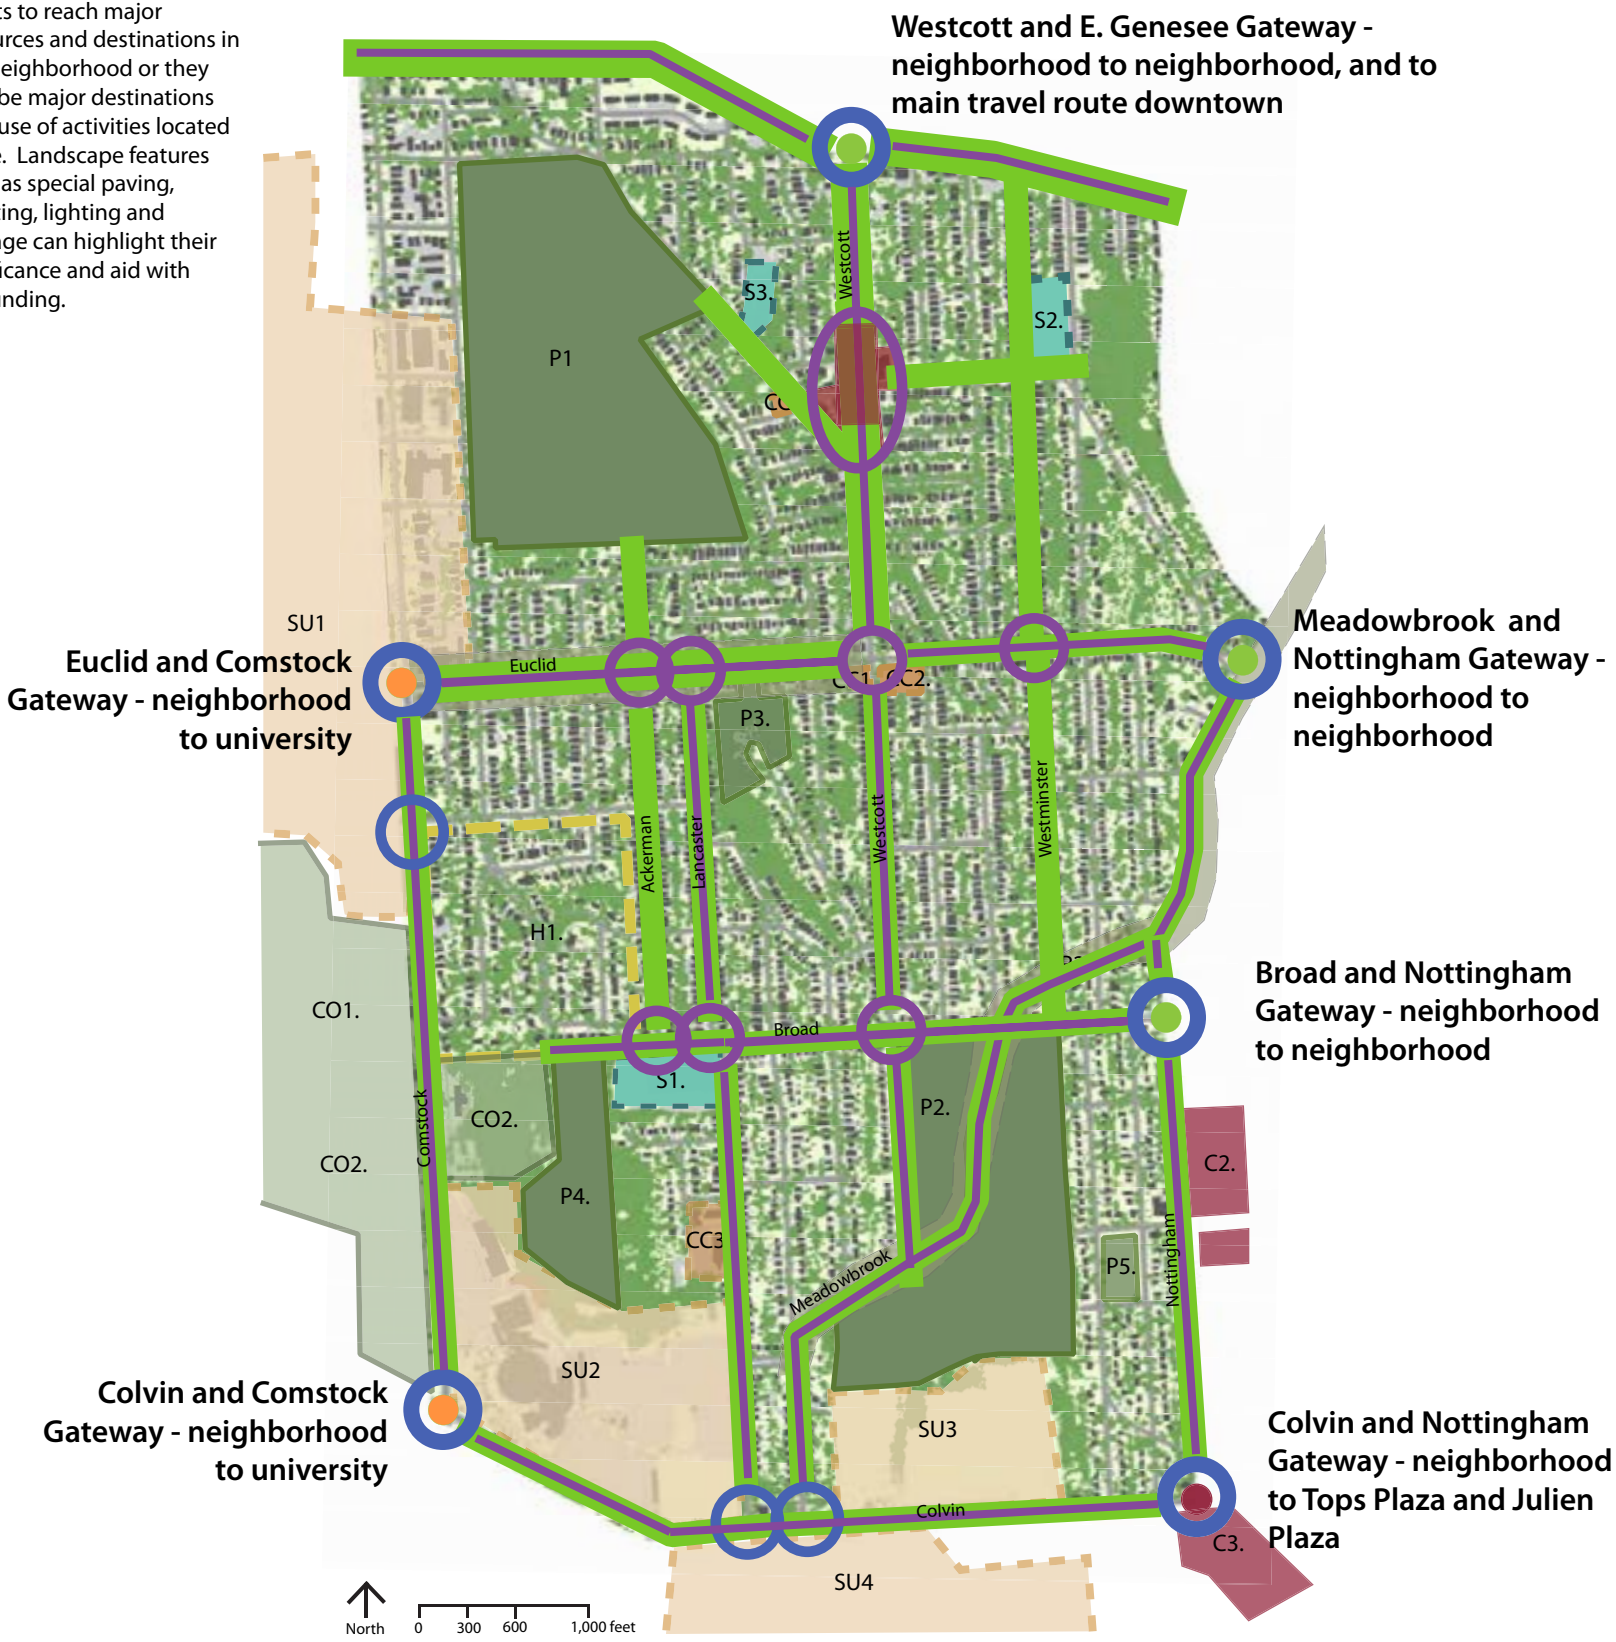 ts to reach major
urces and destinations in
neighborhood or they
be major destinations
use of activities located
e. Landscape features
as special paving,
ing, lighting and
age can highlight their
icance and aid with
unding.
Westcott and E. Genesee Gateway -
neighborhood to neighborhood, and to
main travel route downtown
Westcott
S3.
S2.
P1
CC
SU1
Euclid and Comstock
Gateway - neighborhood
to university
Euclid
CC1.
CC2.
P3.
Meadowbrook and
Nottingham Gateway -
neighborhood to
neighborhood
Ackerman
Lancaster
Westcott
Westminster
H1.
CO1.
Broad
Broad and Nottingham
Gateway - neighborhood
to neighborhood
S1.
Comstock
CO2.
CO2.
P2.
C2.
P4.
CC3
Meadowbrook
P5.
Nottingham
SU2
Colvin and Comstock
Gateway - neighborhood
to university
SU3
Colvin
Colvin and Nottingham
Gateway - neighborhood
to Tops Plaza and Julien
Plaza
C3.
SU4
North
0 300 600 1,000 feet